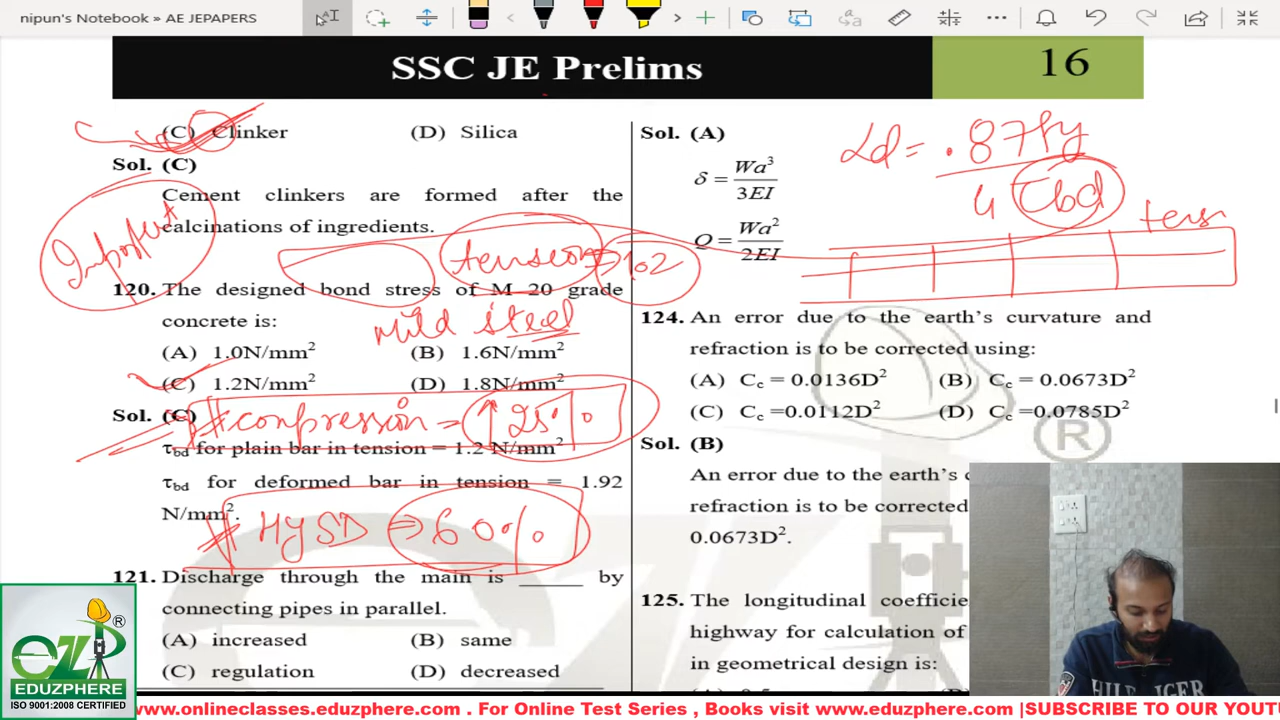 nipun's Notebook » AE JEPAPERS
SSC JE Prelims
16
(C) Clinker (D) Silica
Sol. (C)
Cement clinkers are formed after the
calcinations of ingredients.
Important
tension → 1.2
120. The designed bond stress of M 20 grade
concrete is:
mild steel
(A) 1.0N/mm² (B) 1.6N/mm²
(C) 1.2N/mm² (D) 1.8N/mm²
Sol. (C)
# compression = ↑ 25%
τbd for plain bar in tension = 1.2 N/mm²
τbd for deformed bar in tension = 1.92
N/mm².
# HYSD ⇒ 60%
121. Discharge through the main is ______ by
connecting pipes in parallel.
(A) increased (B) same
(C) regulation (D) decreased
Sol. (A)
δ = Wa³
3EI
Q = Wa²
2EI
Ld = .87fy
4 τbd
tens
124. An error due to the earth's curvature and
refraction is to be corrected using:
(A) Cc = 0.0136D² (B) Cc = 0.0673D²
(C) Cc =0.0112D² (D) Cc =0.0785D²
Sol. (B)
An error due to the earth's c
refraction is to be corrected
0.0673D².
125. The longitudinal coefficie
highway for calculation of
in geometrical design is:
®
EZP
®
EDUZPHERE
ISO 9001:2008 CERTIFIED
HILFIGER
www.onlineclasses.eduzphere.com . For Online Test Series , Books visit www.eduzphere.com |SUBSCRIBE TO OUR YOUTU